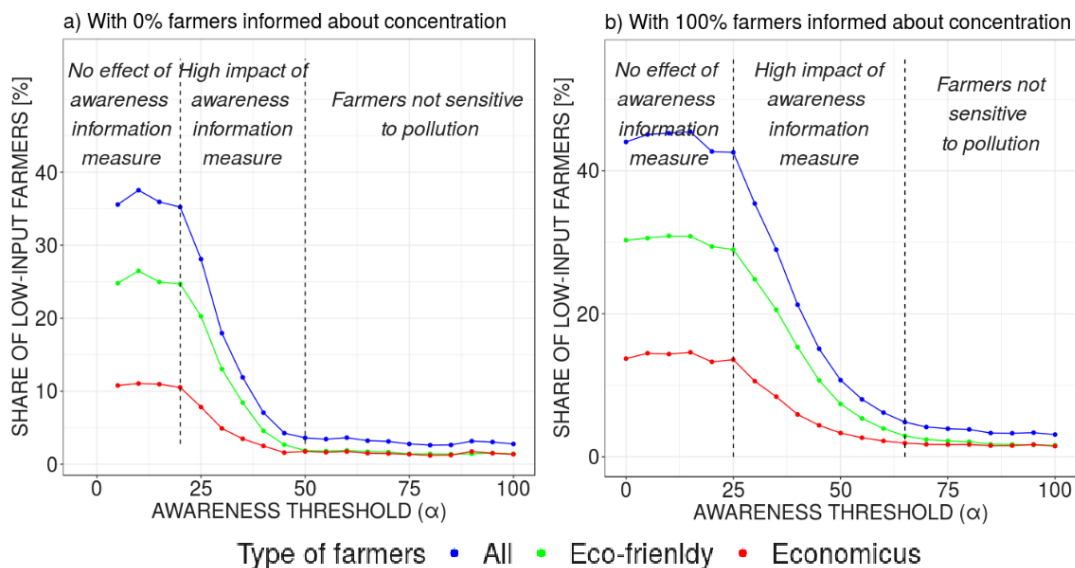 a) With 0% farmers informed about concentration
SHARE OF LOW-INPUT FARMERS [%]
40
30
20
10
0
No effect of
awareness
information
measure
High impact of
awareness
information
measure
Farmers not sensitive
to pollution
0 25 50 75 100
AWARENESS THRESHOLD (α)
b) With 100% farmers informed about concentration
SHARE OF LOW-INPUT FARMERS [%]
40
20
0
No effect of
awareness
information
measure
High impact of
awareness
information
measure
Farmers not
sensitive
to pollution
0 25 50 75 100
AWARENESS THRESHOLD (α)
Type of farmers All Eco-frienldy Economicus